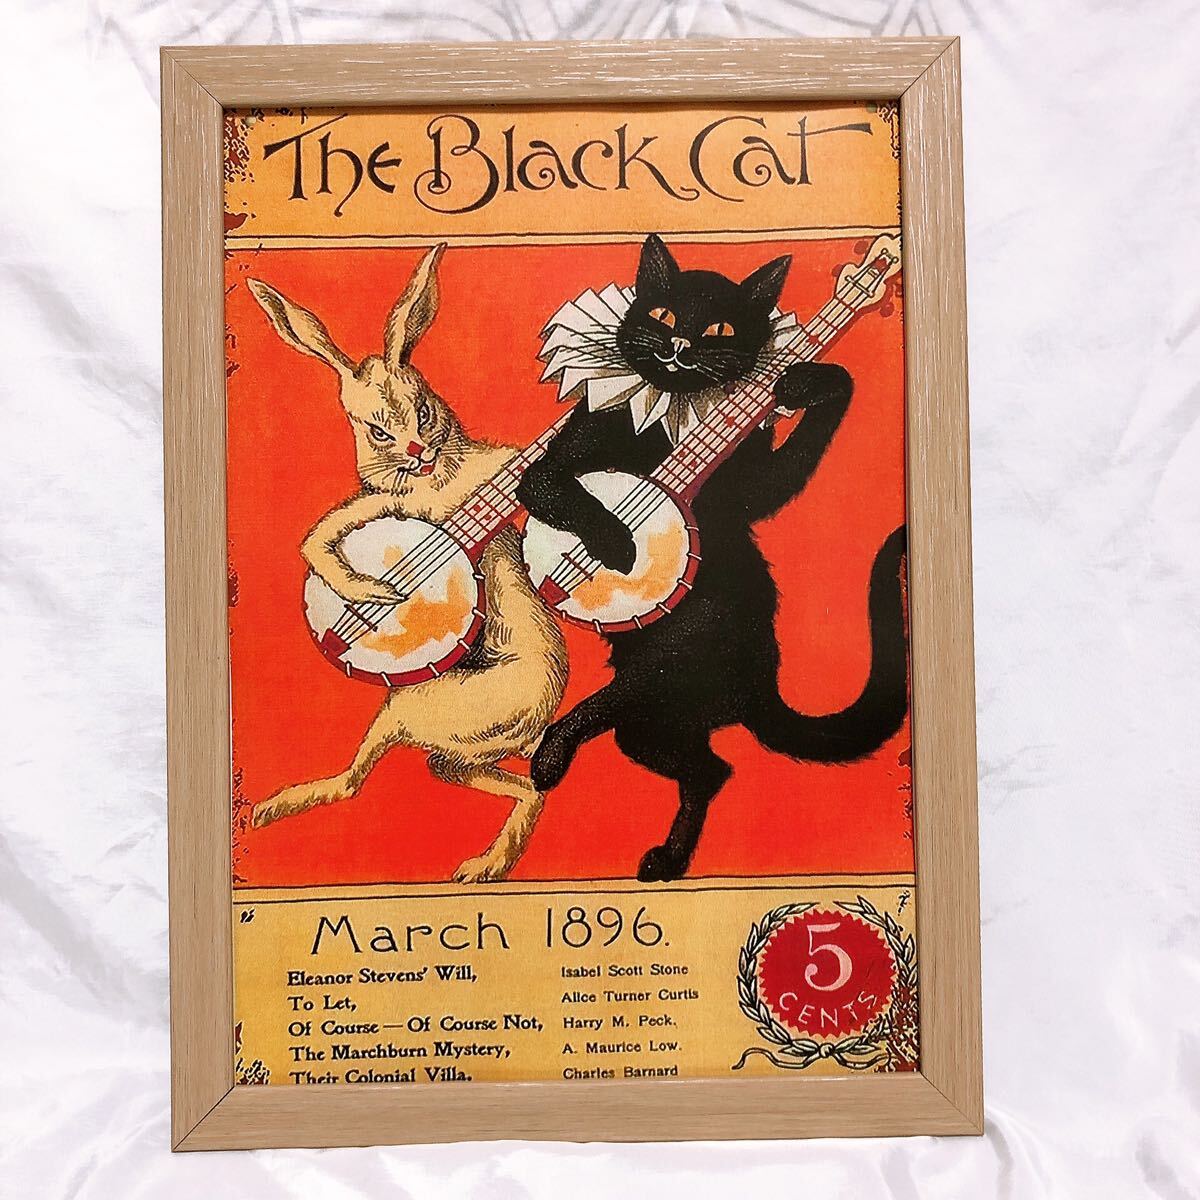 The Black Cat
March 1896.
Eleanor Stevens' Will, Isabel Scott Stone
To Let, Alice Turner Curtis
Of Course — Of Course Not, Harry M. Peck.
The Marchburn Mystery, A. Maurice Low.
Their Colonial Villa. Charles Barnard
5
CENTS